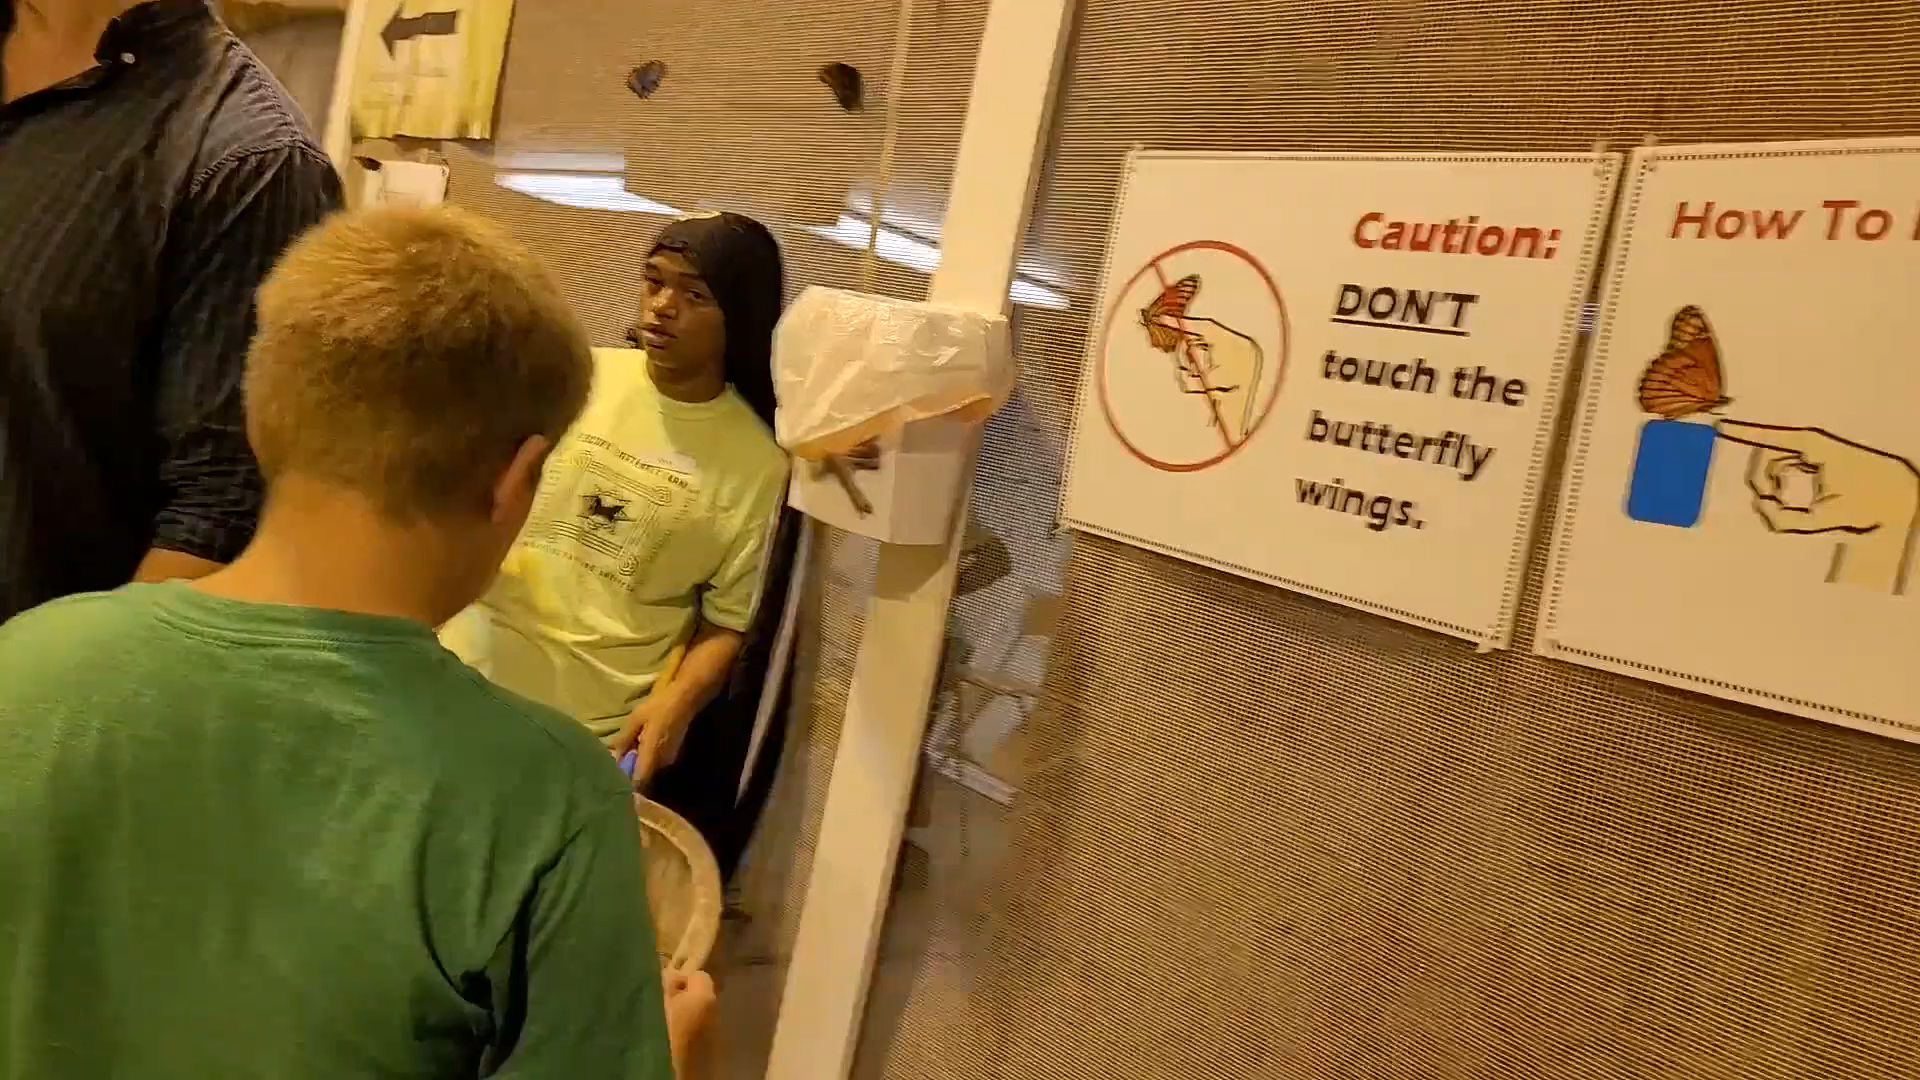 Caution:
DON'T
touch the
butterfly
wings.
How To